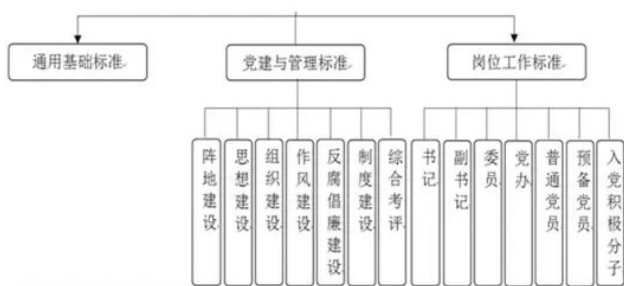 通用基础标准
党建与管理标准
岗位工作标准
阵地建设
思想建设
组织建设
作风建设
反腐倡廉建设
制度建设
综合考评
书记
副书记
委员
党办
普通党员
预备党员
入党积极分子